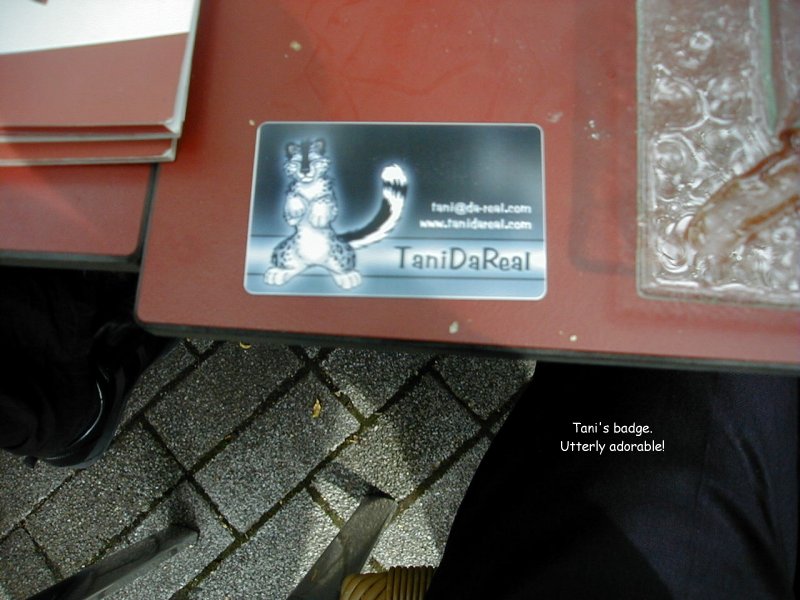 tani@da-real.com
www.tanidareal.com
TaniDaReal
Tani's badge.
Utterly adorable!